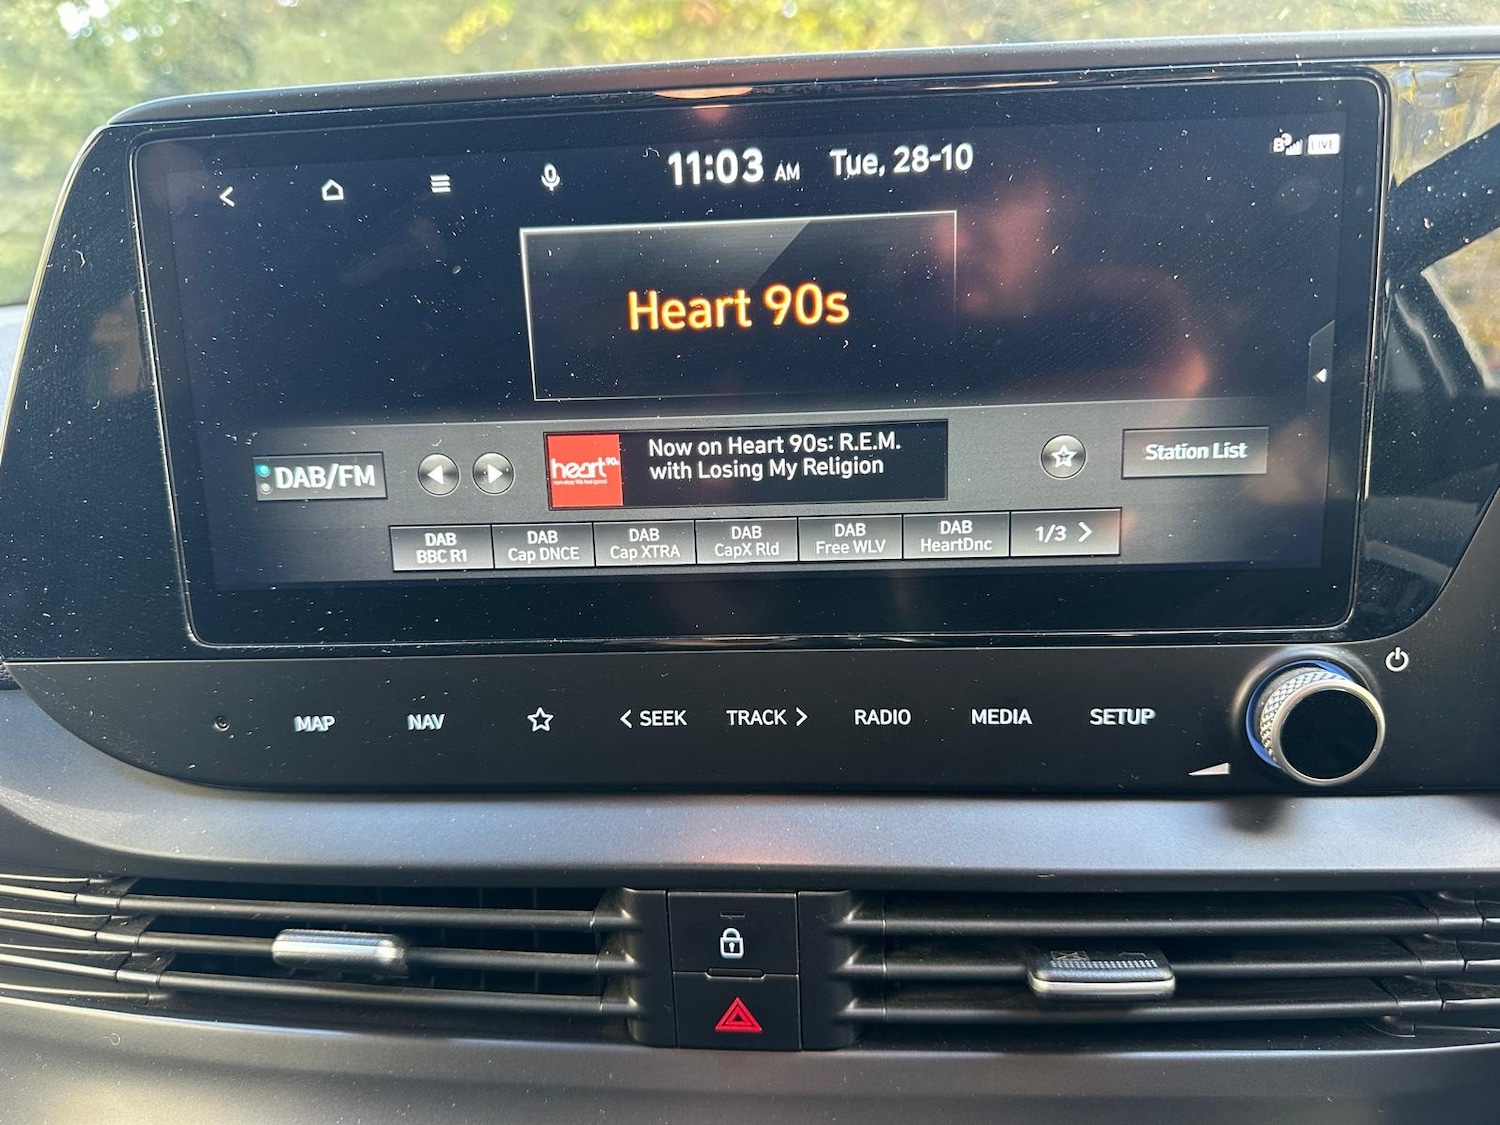 11:03 AM Tue, 28-10
LIVE
Heart 90s
DAB/FM
heart 90s
Now on Heart 90s: R.E.M.
with Losing My Religion
Station List
DAB
BBC R1
DAB
Cap DNCE
DAB
Cap XTRA
DAB
CapX Rld
DAB
Free WLV
DAB
HeartDnc
1/3 >
MAP
NAV
< SEEK
TRACK >
RADIO
MEDIA
SETUP